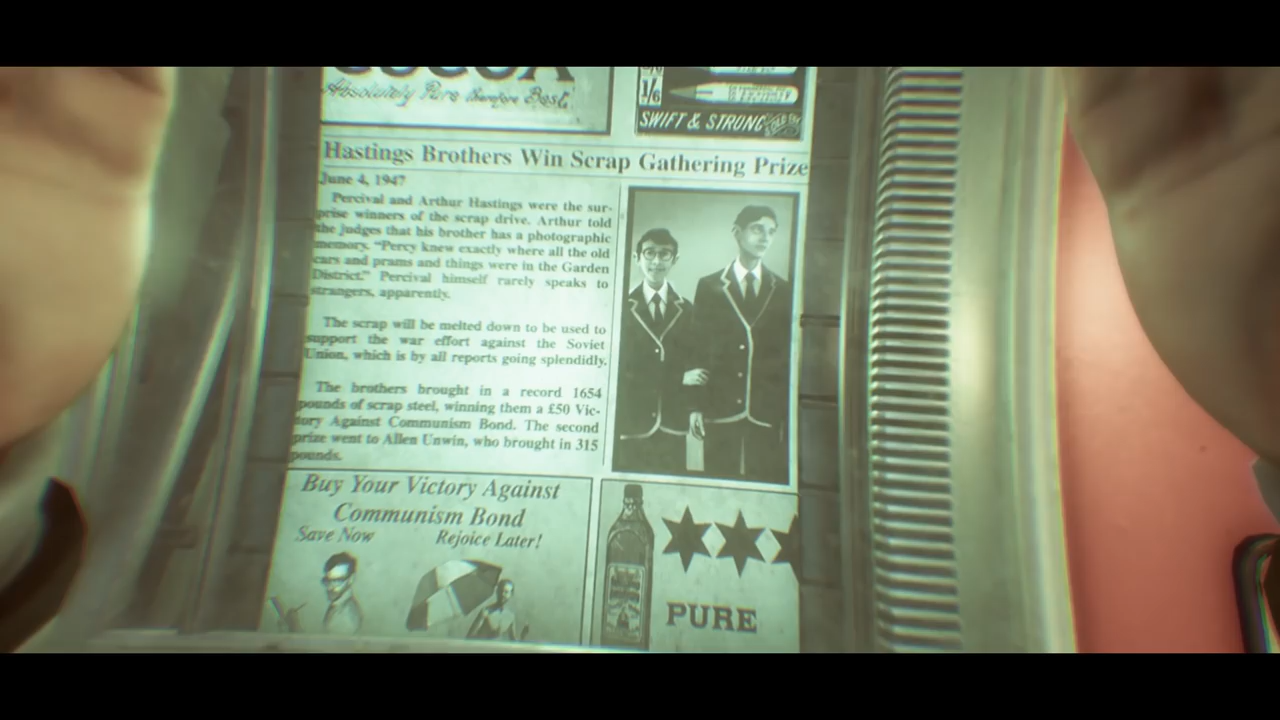 COCOA
Absolutely Pure therefore Best.
1/6
SWIFT & STRONG
Hastings Brothers Win Scrap Gathering Prize
June 4, 1947
Percival and Arthur Hastings were the sur-
prise winners of the scrap drive. Arthur told
the judges that his brother has a photographic
memory. “Percy knew exactly where all the old
cars and prams and things were in the Garden
District.” Percival himself rarely speaks to
strangers, apparently.
The scrap will be melted down to be used to
support the war effort against the Soviet
Union, which is by all reports going splendidly.
The brothers brought in a record 1654
pounds of scrap steel, winning them a £50 Vic-
tory Against Communism Bond. The second
prize went to Allen Unwin, who brought in 315
pounds.
Buy Your Victory Against
Communism Bond
Save Now Rejoice Later!
PURE